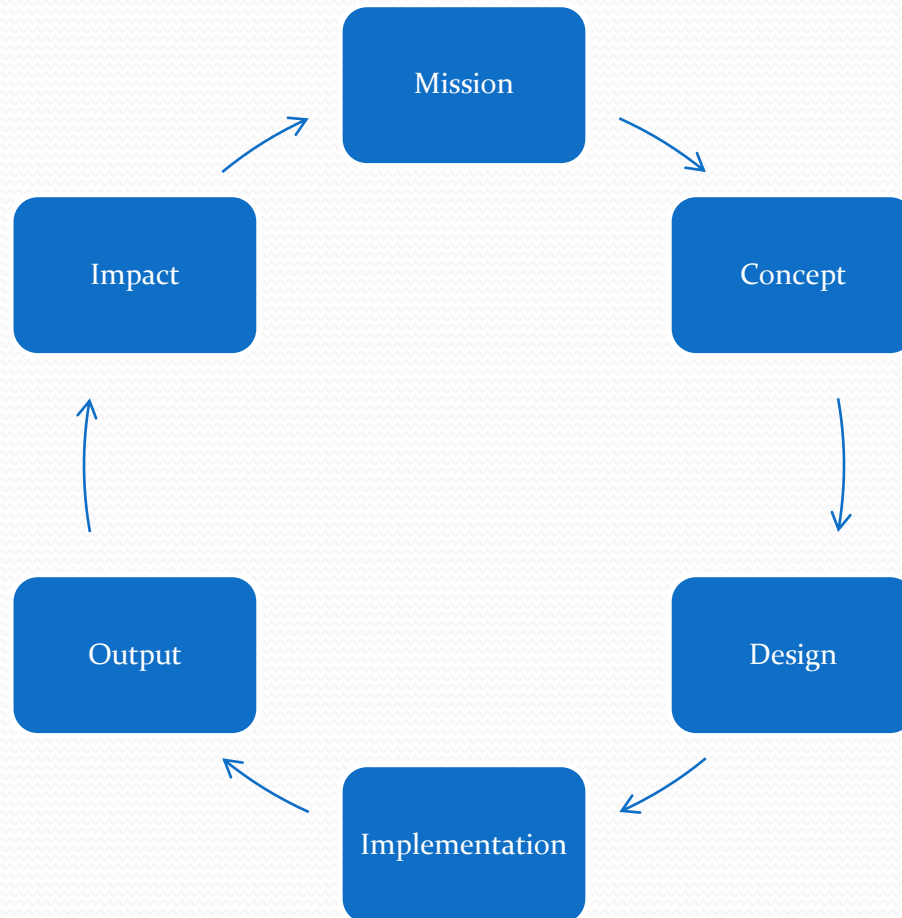 Mission
Concept
Design
Implementation
Output
Impact